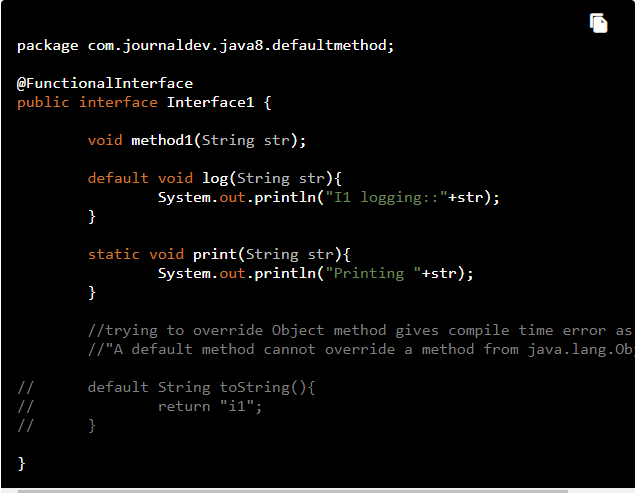 package com.journaldev.java8.defaultmethod;
@FunctionalInterface
public interface Interface1 {
void method1(String str);
default void log(String str){
System.out.println("I1 logging::"+str);
}
static void print(String str){
System.out.println("Printing "+str);
}
//trying to override Object method gives compile time error as
//"A default method cannot override a method from java.lang.Ob
// default String toString(){
// return "i1";
// }
}